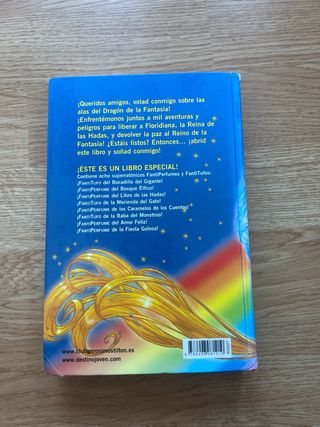 ¡Queridos amigos, volad conmigo sobre las
alas del Dragón de la Fantasía!
¡Enfrentémonos juntos a mil aventuras y
peligros para liberar a Floridiana, la Reina de
las Hadas, y devolver la paz al Reino de la
Fantasía! ¿Estáis listos? Entonces... ¡abrid
este libro y soñad conmigo!
¡ÉSTE ES UN LIBRO ESPECIAL!
Contiene ocho superratónicos FantiPerfumes y FantiTufos:
¡FANTITUFO del Bocadillo del Gigante!
¡FANTIPERFUME del Bosque Élfico!
¡FANTIPERFUME del Libro de las Hadas!
¡FANTITUFO de la Merienda del Gato!
¡FANTIPERFUME de los Caramelos de los Cuentos!
¡FANTITUFO de la Baba del Monstruo!
¡FANTIPERFUME del Amor Feliz!
¡FANTIPERFUME de la Fiesta Golosa!
www.clubgeronimostilton.es
www.destinojoven.com